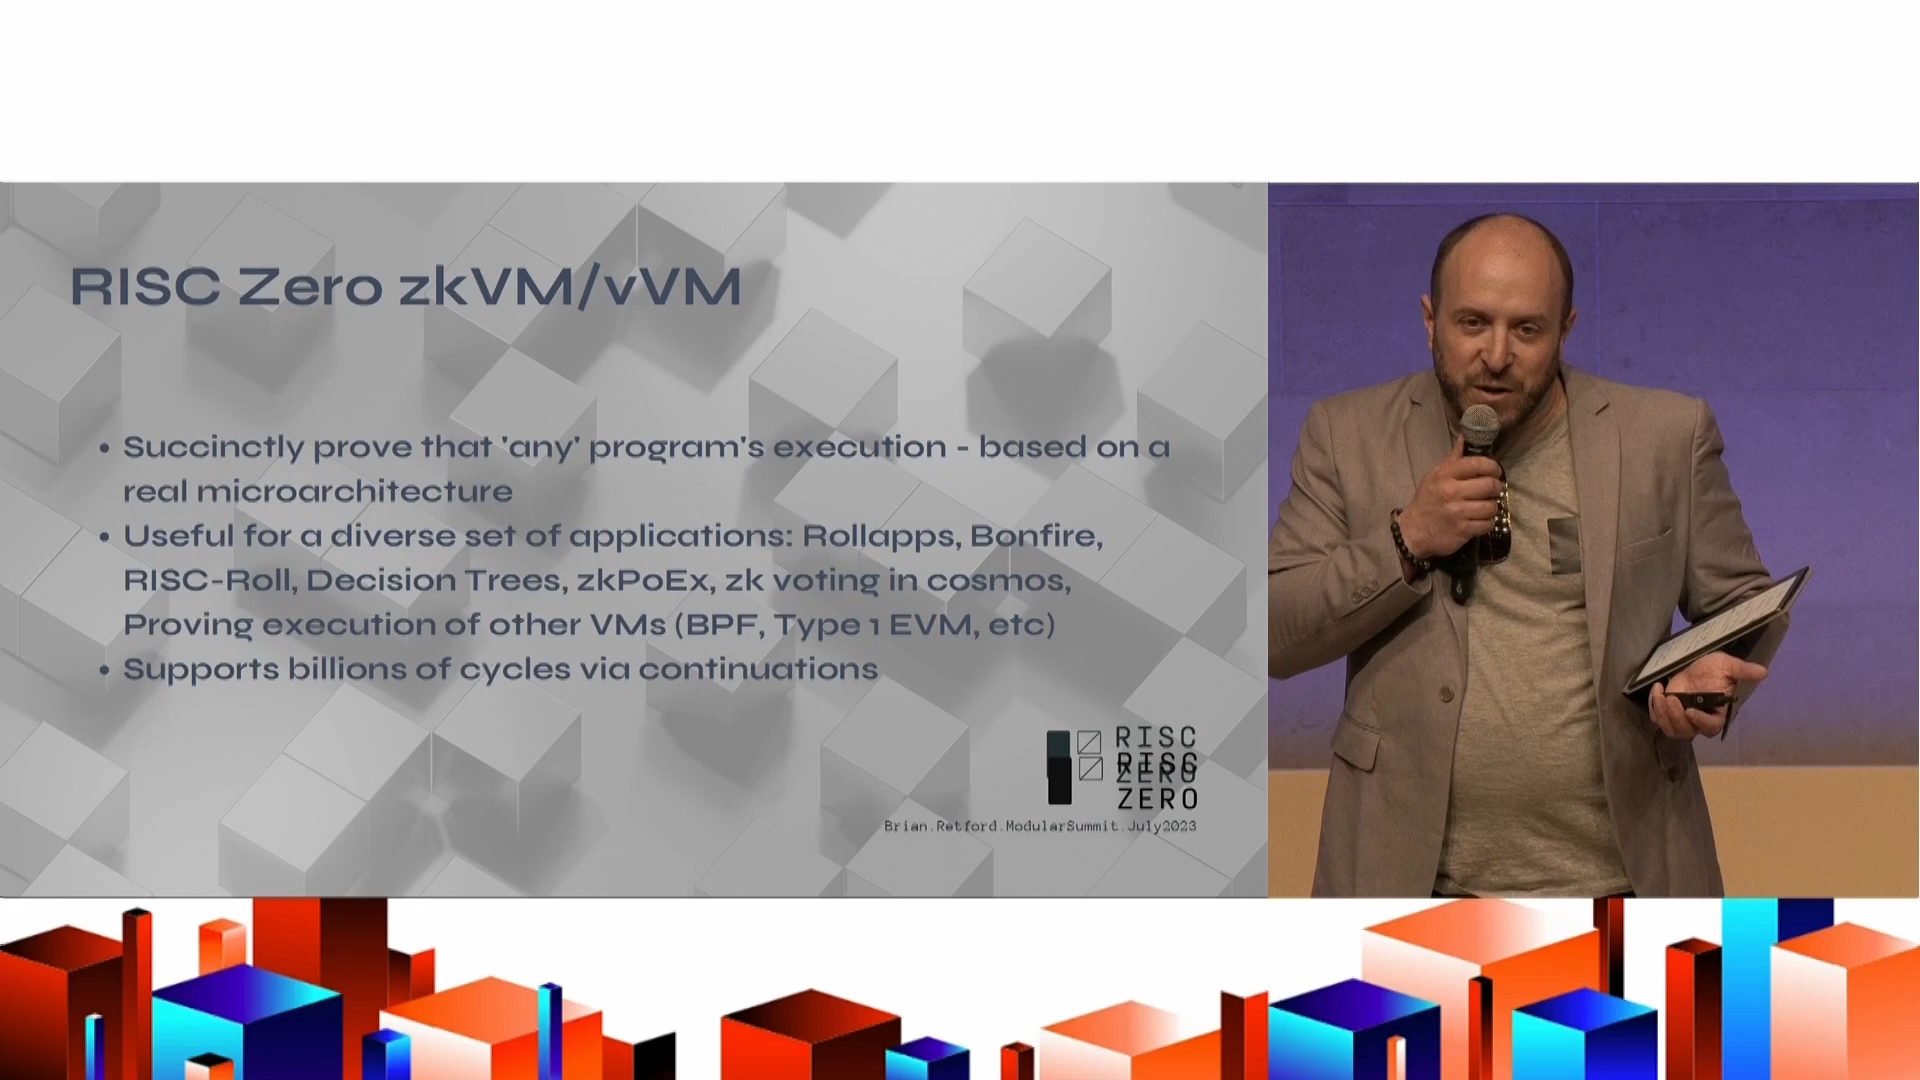 RISC Zero zkVM/vVM
• Succinctly prove that 'any' program's execution - based on a
real microarchitecture
• Useful for a diverse set of applications: Rollapps, Bonfire,
RISC-Roll, Decision Trees, zkPoEx, zk voting in cosmos,
Proving execution of other VMs (BPF, Type 1 EVM, etc)
• Supports billions of cycles via continuations
RISC
RISC
ZERO
ZERO
Brian.Retford.ModularSummit.July2023